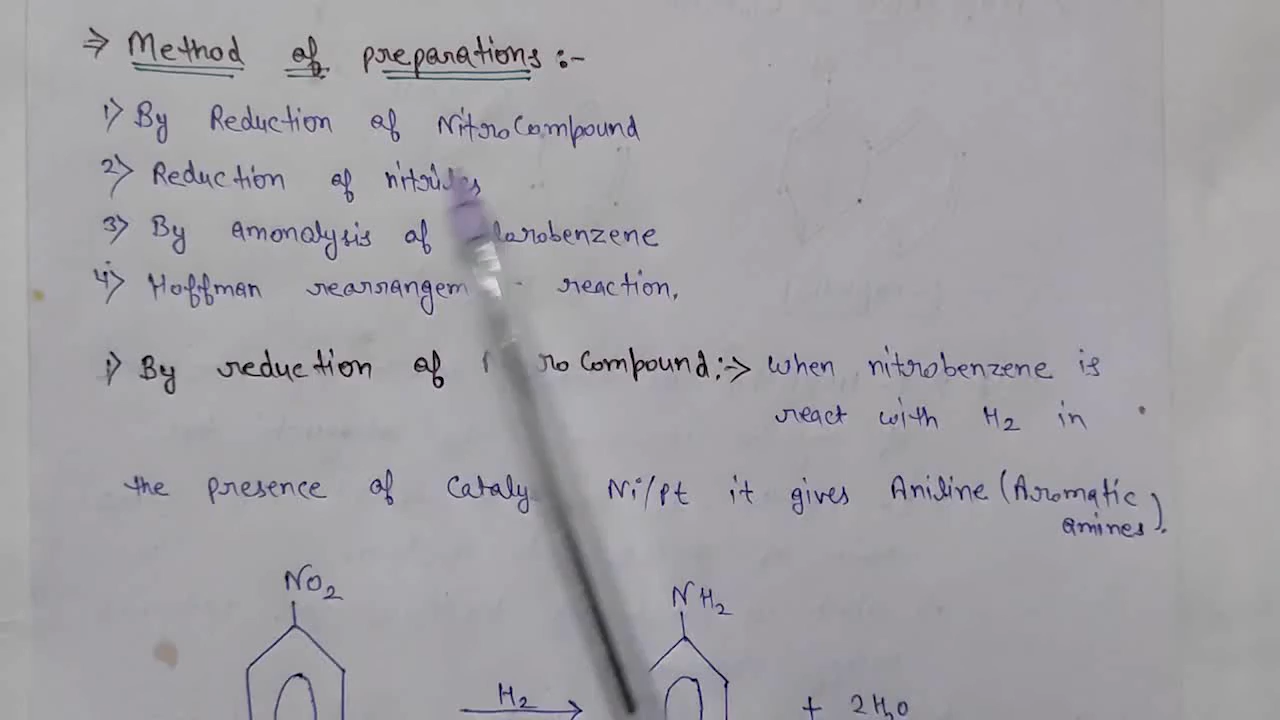 ⇒ Method of preparations :-
1) By Reduction of NitroCompound
2) Reduction of nitriles
3) By amonalysis of
4) Hoffman reaction.
1) By reduction of Compound :→ When nitrobenzene is
react with H2 in
the presence of Ni/pt it gives Aniline (Aromatic
amines).
NO2
NH2
H2
+ 2H2O